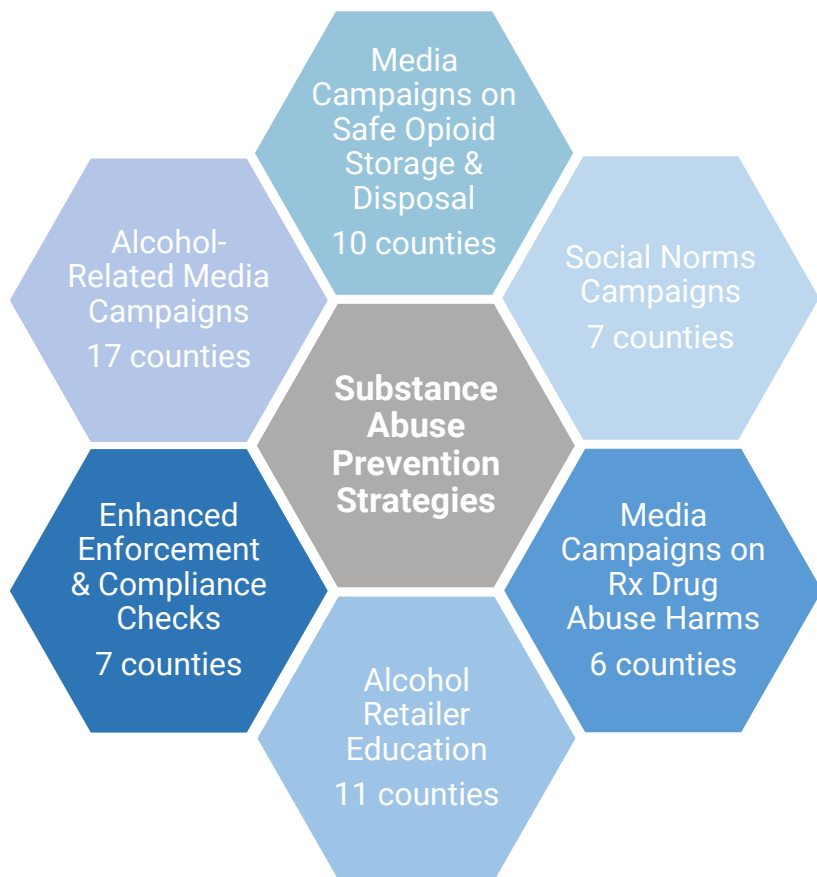 Media
Campaigns on
Safe Opioid
Storage &
Disposal
10 counties
Alcohol-
Related Media
Campaigns
17 counties
Social Norms
Campaigns
7 counties
Substance
Abuse
Prevention
Strategies
Enhanced
Enforcement
& Compliance
Checks
7 counties
Media
Campaigns on
Rx Drug
Abuse Harms
6 counties
Alcohol
Retailer
Education
11 counties